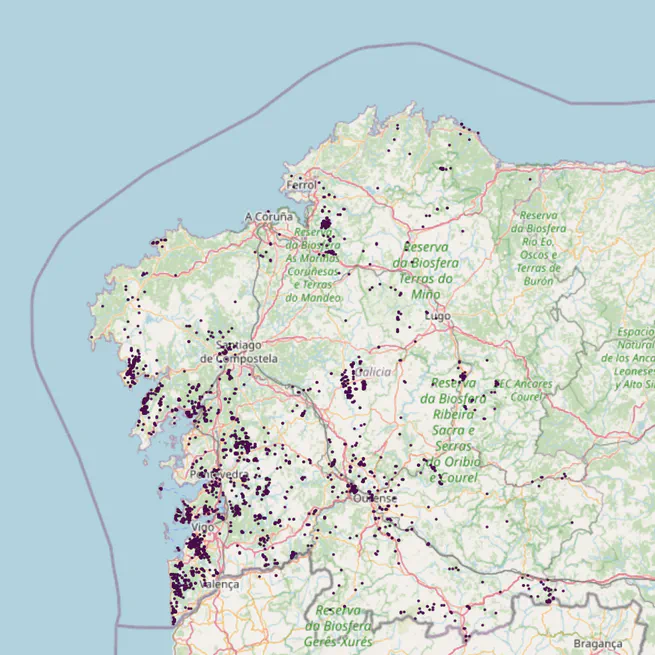 Ferrol
A Coruña
Reserva
da Biosfera
As Mariñas
Coruñesas
e Terras
do Mandeo
Reserva
da Biosfera
Terras do
Miño
Reserva
da Biosfera
Rio Eo,
Oscos e
Terras de
Burón
Lugo
Espacio
Natural
de los Anca
Leonese
y Alto Si
Santiago
de Compostela
Galicia
Reserva
da Biosfera
Ribeira
Sacra e
Serras
do Oribio
e Courel
ZEC Ancares
Courel
Pontevedra
Ourense
Vigo
Valença
Reserva
da Biosfera
Gerês-Xurés
Bragança